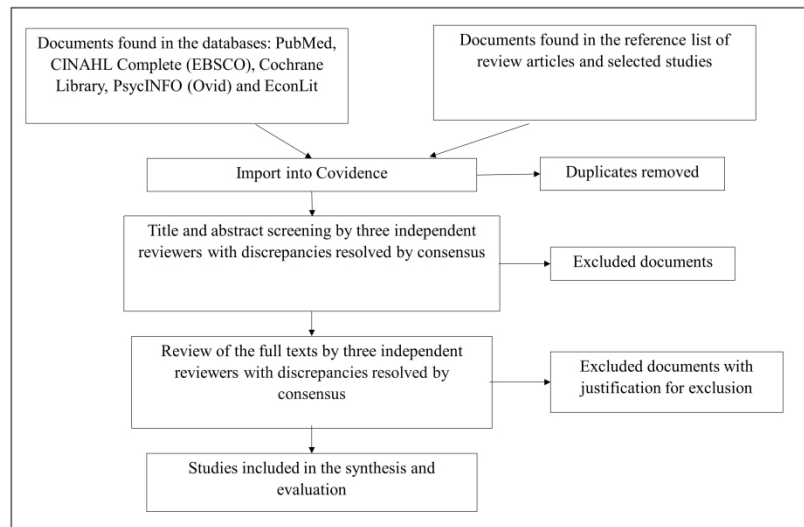 Documents found in the databases: PubMed,
CINAHL Complete (EBSCO), Cochrane
Library, PsycINFO (Ovid) and EconLit
Documents found in the reference list of
review articles and selected studies
Import into Covidence
Duplicates removed
Title and abstract screening by three independent
reviewers with discrepancies resolved by consensus
Excluded documents
Review of the full texts by three independent
reviewers with discrepancies resolved by
consensus
Excluded documents with
justification for exclusion
Studies included in the synthesis and
evaluation